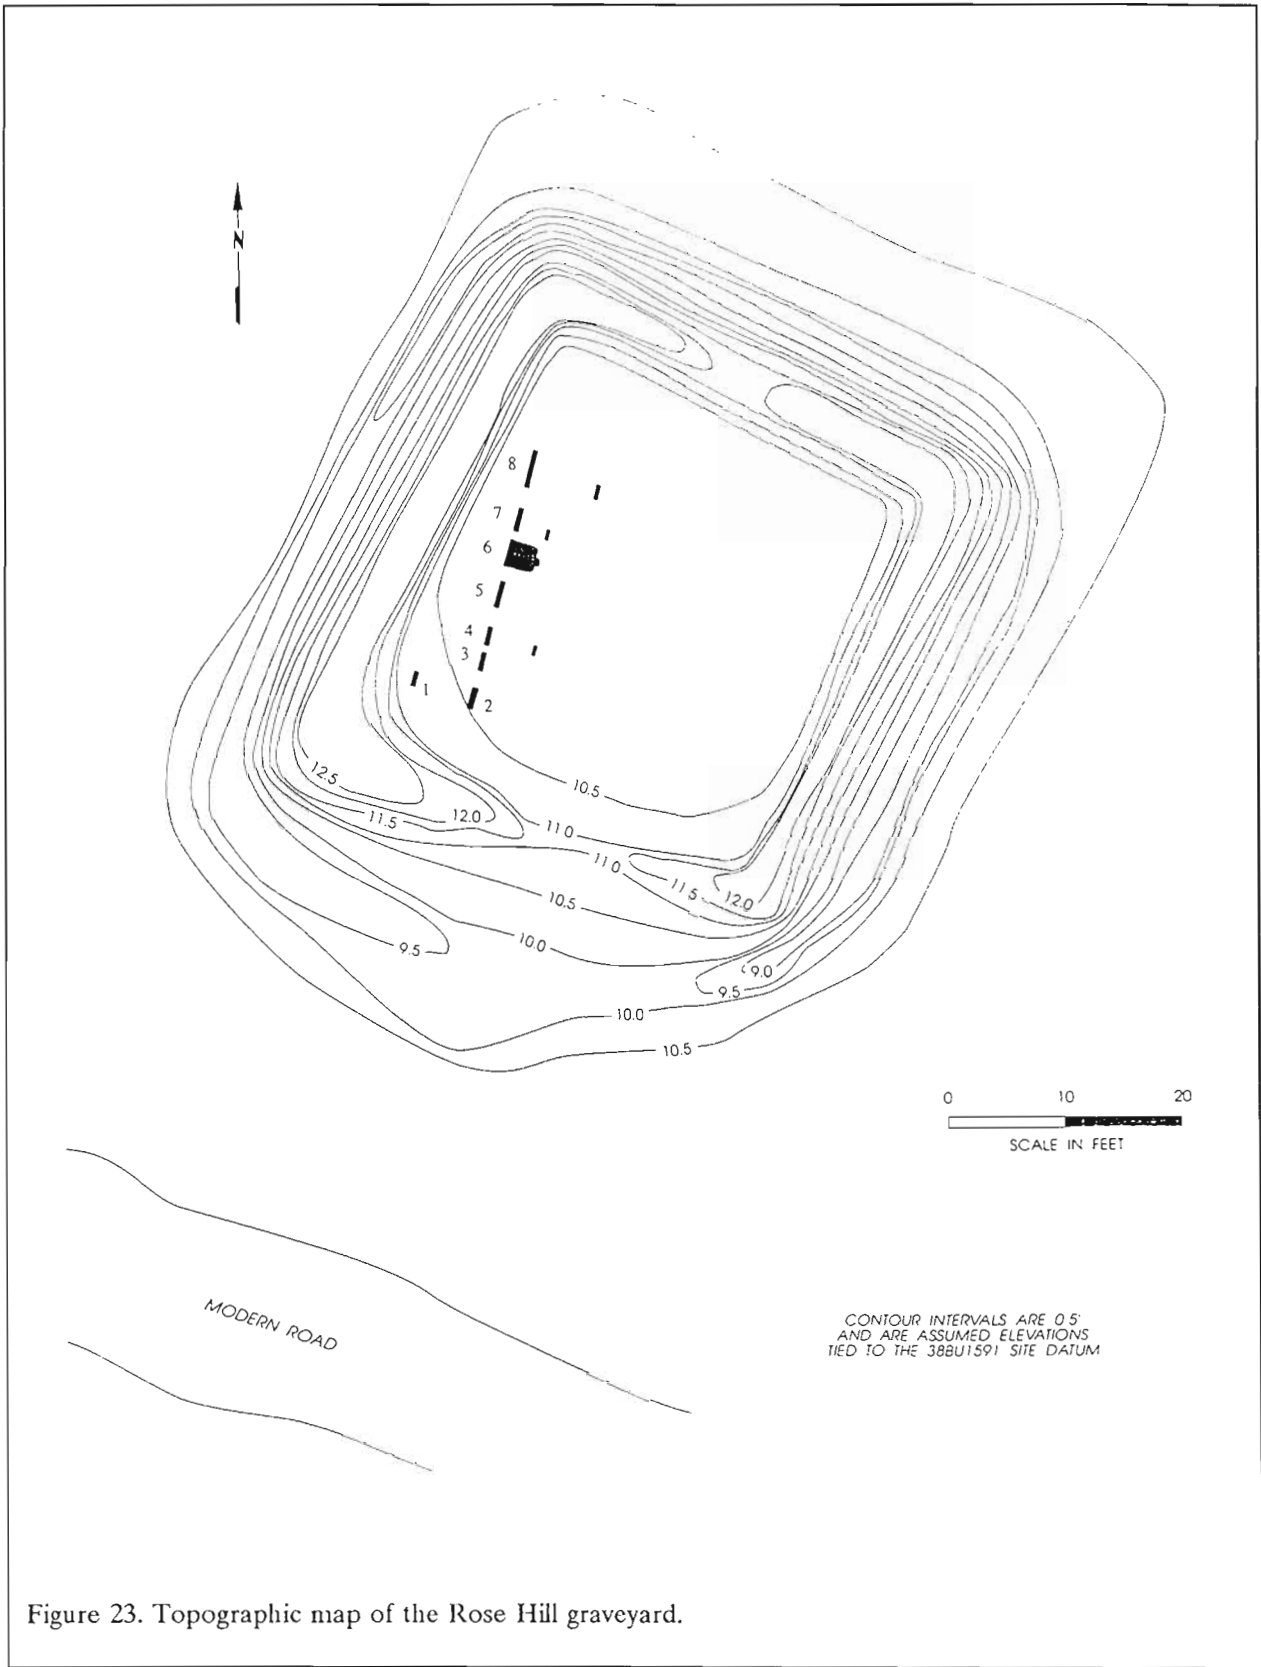 N
8
7
6
5
4
3
1
2
12.5
10.5
12.0
11.5
11.0
11.0
11.5
12.0
10.5
10.0
9.5
9.0
9.5
10.0
10.5
0 10 20
SCALE IN FEET
MODERN ROAD
CONTOUR INTERVALS ARE 0 5'
AND ARE ASSUMED ELEVATIONS
TIED TO THE 38BU1591 SITE DATUM
Figure 23. Topographic map of the Rose Hill graveyard.